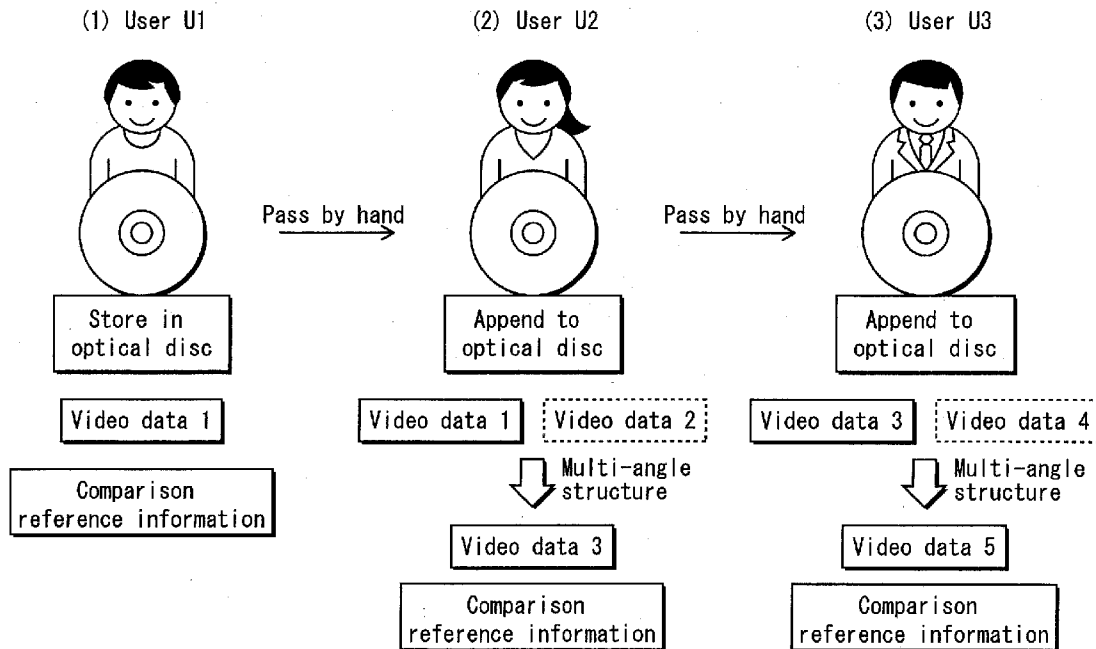 (1) User U1
(2) User U2
(3) User U3
Pass by hand
Pass by hand
Store in
optical disc
Append to
optical disc
Append to
optical disc
Video data 1
Video data 1
Video data 2
Video data 3
Video data 4
Multi-angle
structure
Multi-angle
structure
Comparison
reference information
Video data 3
Video data 5
Comparison
reference information
Comparison
reference information